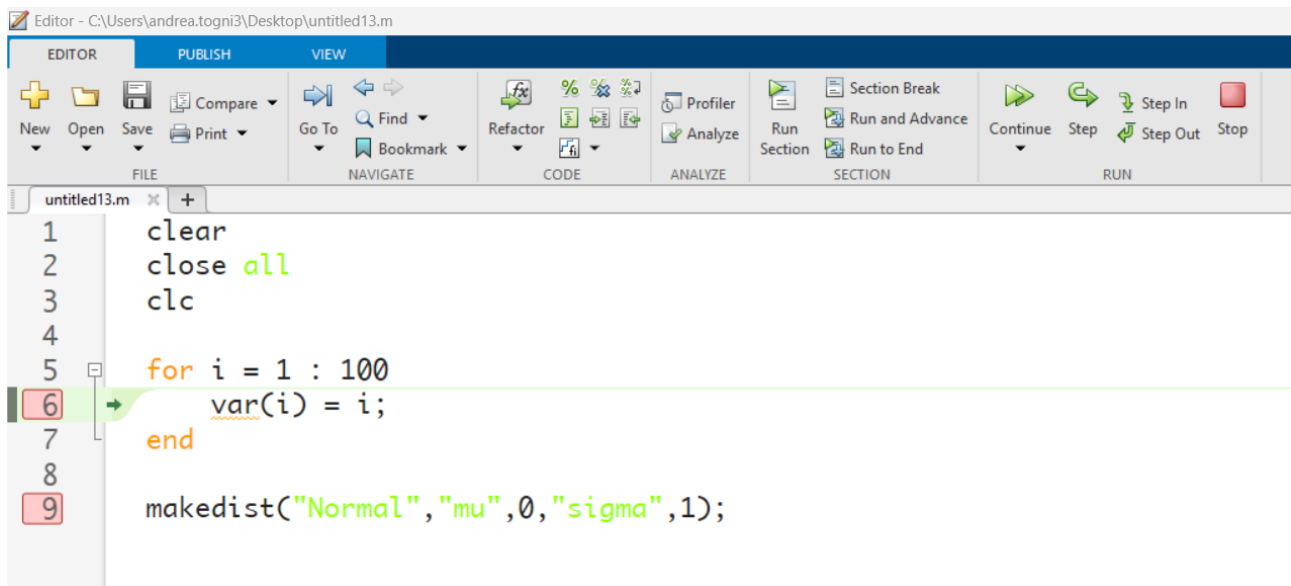 Editor - C:\Users\andrea.togni3\Desktop\untitled13.m
EDITOR PUBLISH VIEW
New Open Save Compare Print
FILE
Go To Find Bookmark
NAVIGATE
Refactor
CODE
Profiler Analyze
ANALYZE
Run Section Section Break Run and Advance Run to End
SECTION
Continue Step Step In Step Out Stop
RUN
untitled13.m
1 clear
2 close all
3 clc
4
5 for i = 1 : 100
6 var(i) = i;
7 end
8
9 makedist("Normal","mu",0,"sigma",1);